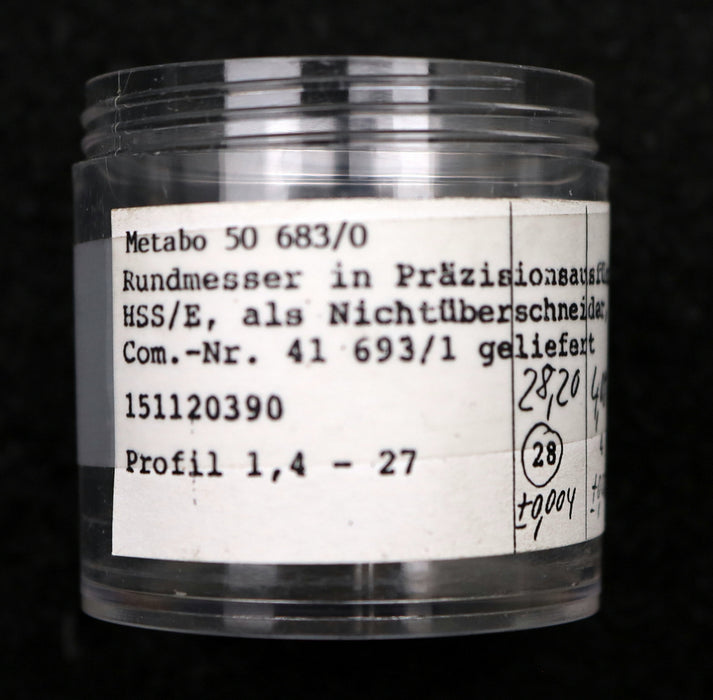 Metabo 50 683/0
Rundmesser in Präzisionsausfü
HSS/E, als Nichtüberschneider,
Com.-Nr. 41 693/1 geliefert
28,20
151120390
28
Profil 1,4 - 27
±0,004